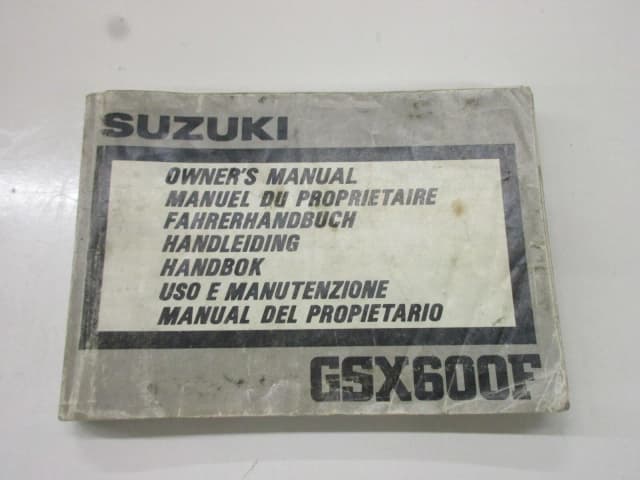 SUZUKI
OWNER'S MANUAL
MANUEL DU PROPRIETAIRE
FAHRERHANDBUCH
HANDLEIDING
HANDBOK
USO E MANUTENZIONE
MANUAL DEL PROPIETARIO
GSX600F